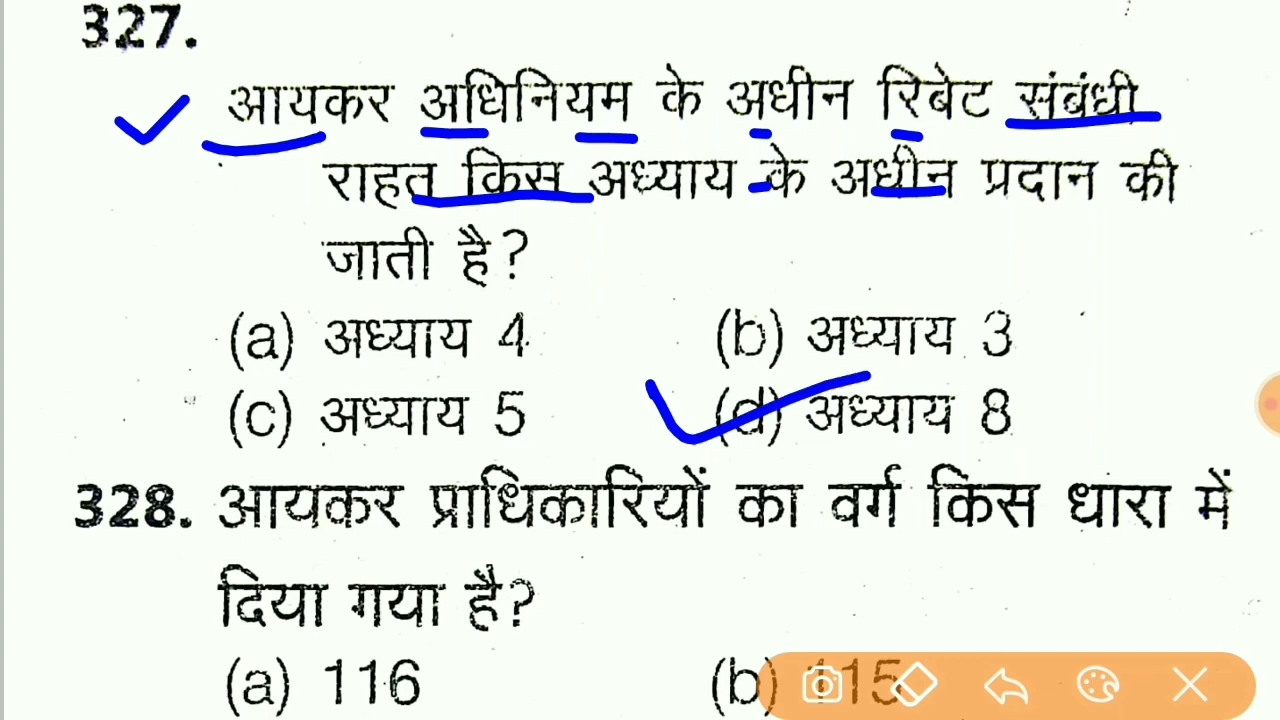 327.
आयकर अधिनियम के अधीन रिबेट संबंधी
राहत किस अध्याय के अधीन प्रदान की
जाती है?
(a) अध्याय 4 (b) अध्याय 3
(c) अध्याय 5 (d) अध्याय 8
328. आयकर प्राधिकारियों का वर्ग किस धारा में
दिया गया है?
(a) 116 (b) 115